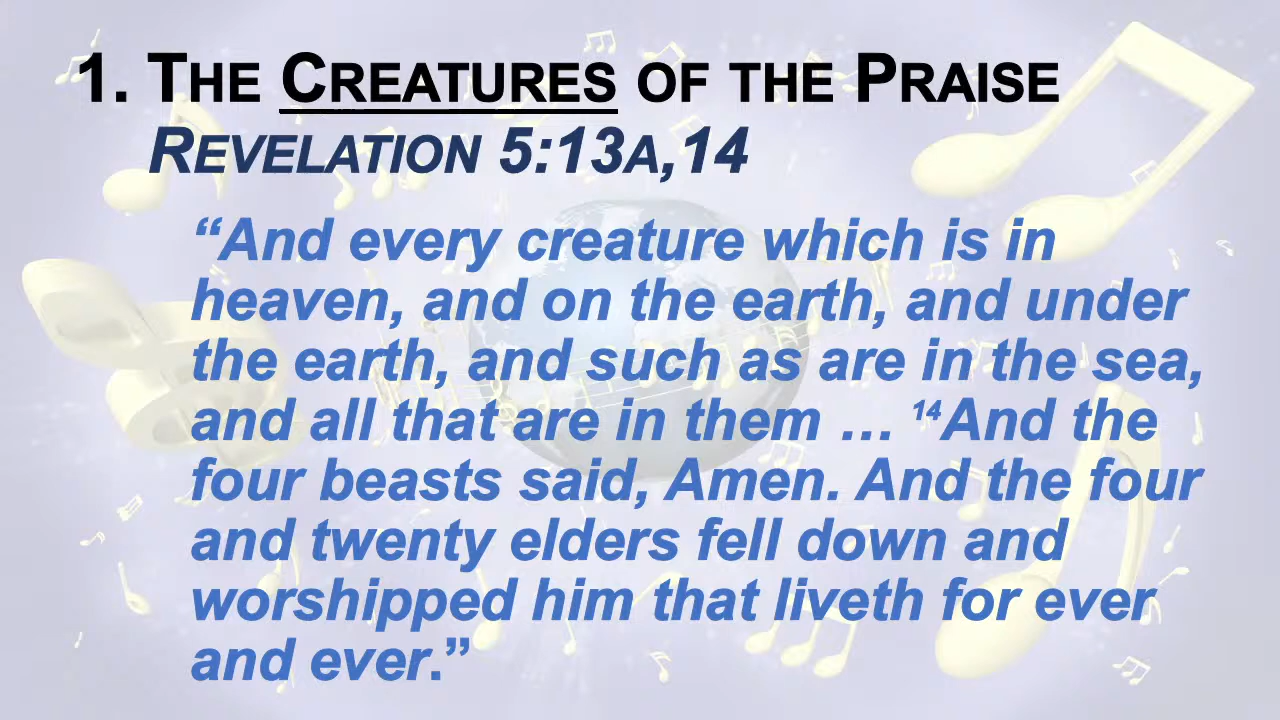 1. THE CREATURES OF THE PRAISE
REVELATION 5:13A,14
“And every creature which is in
heaven, and on the earth, and under
the earth, and such as are in the sea,
and all that are in them … ¹⁴And the
four beasts said, Amen. And the four
and twenty elders fell down and
worshipped him that liveth for ever
and ever.”